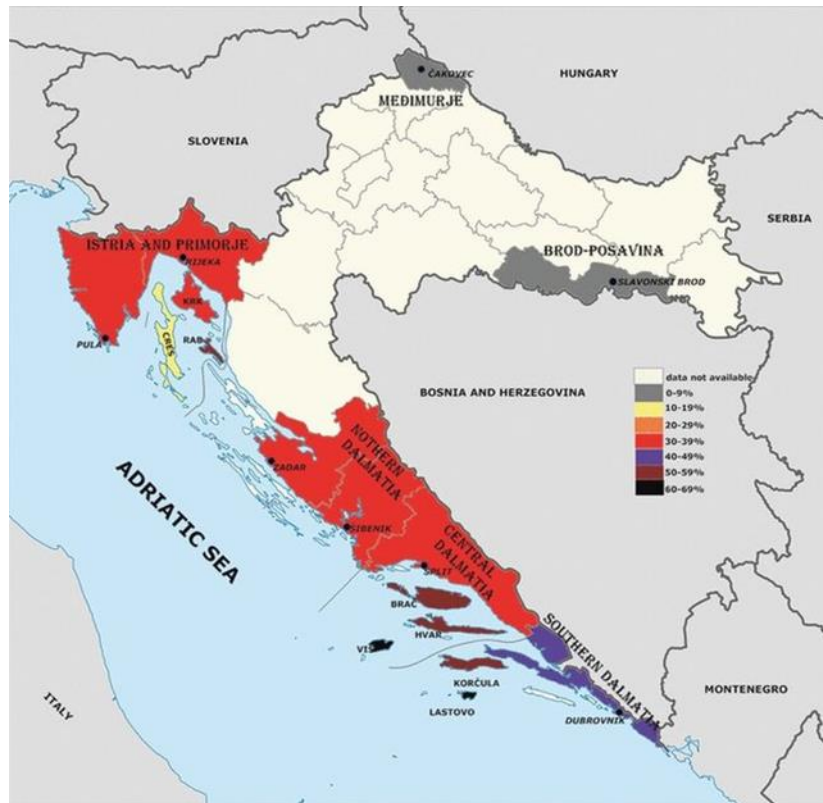 HUNGARY
ČAKOVEC
MEĐIMURJE
SLOVENIA
SERBIA
ISTRIA AND PRIMORJE
RIJEKA
BROD-POSAVINA
SLAVONSKI BROD
KRK
CRES
RAB
PULA
BOSNIA AND HERZEGOVINA
data not available
0-9%
10-19%
20-29%
30-39%
40-49%
50-59%
60-69%
NOTHERN
DALMATIA
ZADAR
ADRIATIC SEA
ŠIBENIK
CENTRAL
DALMATIA
SPLIT
BRAČ
HVAR
VIS
SOUTHERN DALMATIA
KORČULA
LASTOVO
DUBROVNIK
MONTENEGRO
ITALY